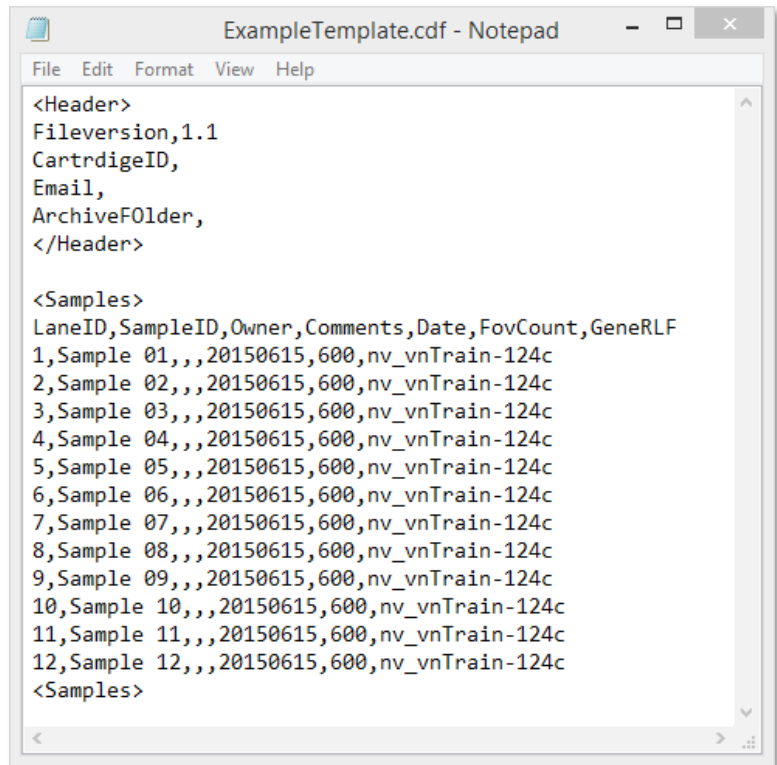 ExampleTemplate.cdf - Notepad
File Edit Format View Help
<Header>
Fileversion,1.1
CartrdigeID,
Email,
ArchiveFOlder,
</Header>
<Samples>
LaneID,SampleID,Owner,Comments,Date,FovCount,GeneRLF
1,Sample 01,,,20150615,600,nv_vnTrain-124c
2,Sample 02,,,20150615,600,nv_vnTrain-124c
3,Sample 03,,,20150615,600,nv_vnTrain-124c
4,Sample 04,,,20150615,600,nv_vnTrain-124c
5,Sample 05,,,20150615,600,nv_vnTrain-124c
6,Sample 06,,,20150615,600,nv_vnTrain-124c
7,Sample 07,,,20150615,600,nv_vnTrain-124c
8,Sample 08,,,20150615,600,nv_vnTrain-124c
9,Sample 09,,,20150615,600,nv_vnTrain-124c
10,Sample 10,,,20150615,600,nv_vnTrain-124c
11,Sample 11,,,20150615,600,nv_vnTrain-124c
12,Sample 12,,,20150615,600,nv_vnTrain-124c
<Samples>